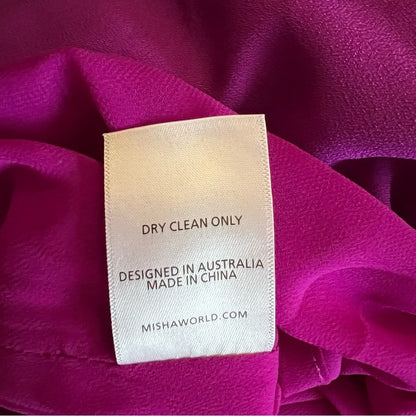 DRY CLEAN ONLY
DESIGNED IN AUSTRALIA
MADE IN CHINA
MISHAWORLD.COM